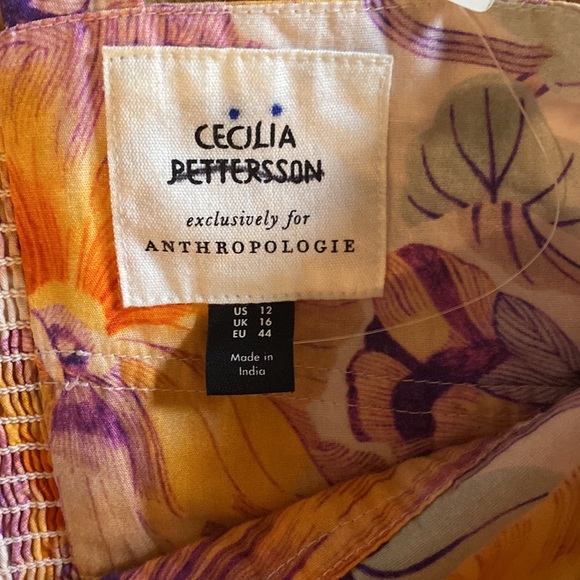 CECILIA
PETTERSSON
exclusively for
ANTHROPOLOGIE
US 12
UK 16
EU 44
Made in
India